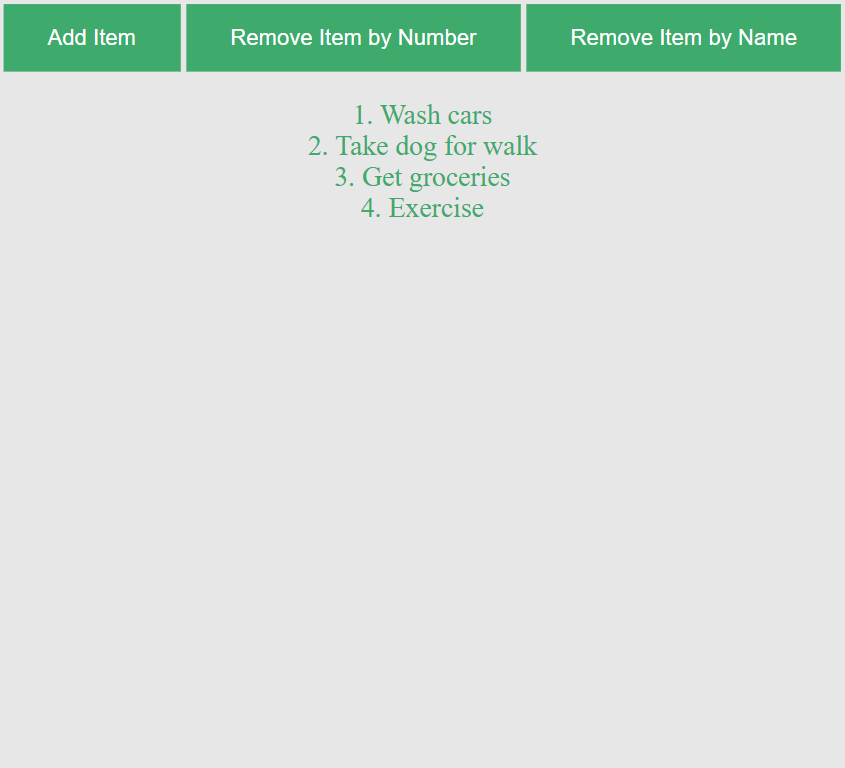 Add Item Remove Item by Number Remove Item by Name
1. Wash cars
2. Take dog for walk
3. Get groceries
4. Exercise